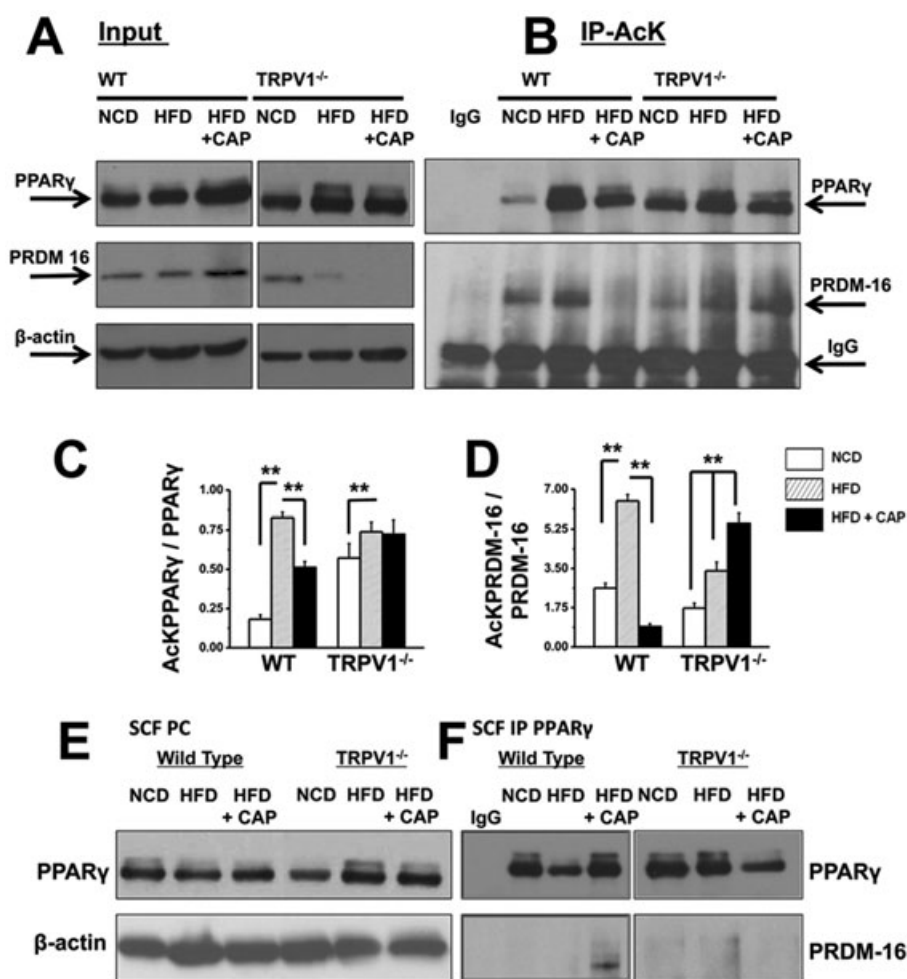 A Input
WT TRPV1-/-
NCD HFD HFD +CAP NCD HFD HFD +CAP
PPARγ
PRDM 16
β-actin
B IP-AcK
WT TRPV1-/-
IgG NCD HFD HFD + CAP NCD HFD HFD +CAP
PPARγ
PRDM-16
IgG
C
AcKPPARγ / PPARγ
1.00
0.75
0.50
0.25
0.00
** ** **
WT TRPV1-/-
D
AcKPRDM-16 / PRDM-16
7.00
5.25
3.50
1.75
0.00
** ** **
WT TRPV1-/-
NCD
HFD
HFD + CAP
E SCF PC
Wild Type TRPV1-/-
NCD HFD HFD + CAP NCD HFD HFD + CAP
PPARγ
β-actin
F SCF IP PPARγ
Wild Type TRPV1-/-
IgG NCD HFD HFD + CAP NCD HFD HFD + CAP
PPARγ
PRDM-16